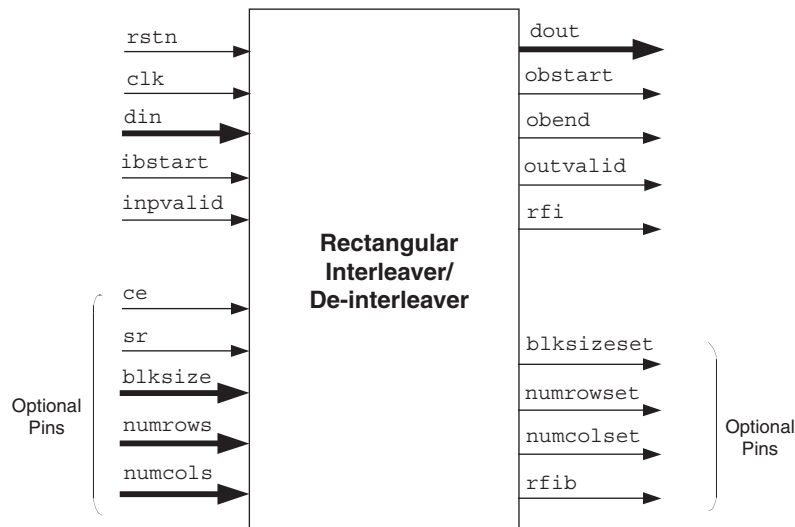 rstn
clk
din
ibstart
inpvalid
ce
sr
blksize
numrows
numcols
Optional
Pins
Rectangular
Interleaver/
De-interleaver
dout
obstart
obend
outvalid
rfi
blksizeset
numrowset
numcolset
rfib
Optional
Pins